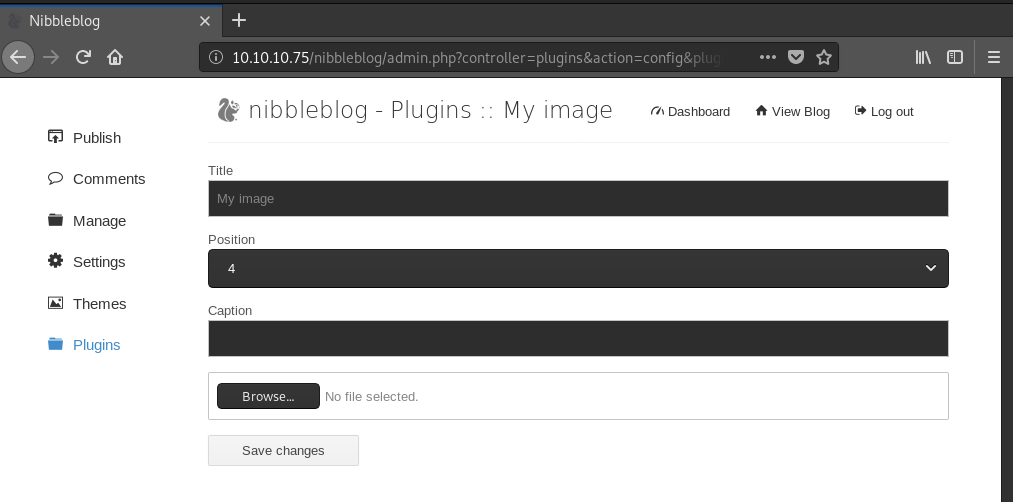 Nibbleblog
10.10.10.75/nibbleblog/admin.php?controller=plugins&action=config&plug
nibbleblog - Plugins :: My image
Dashboard
View Blog
Log out
Publish
Comments
Manage
Settings
Themes
Plugins
Title
My image
Position
4
Caption
Browse...
No file selected.
Save changes